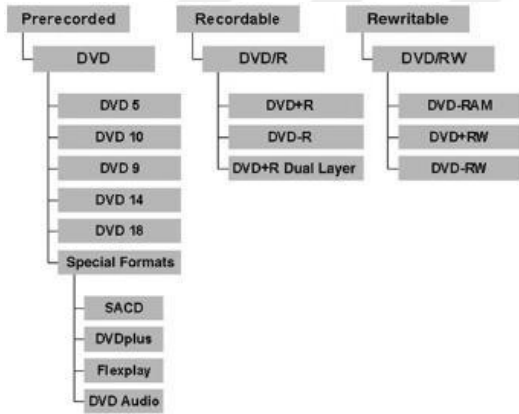 Prerecorded
DVD
DVD 5
DVD 10
DVD 9
DVD 14
DVD 18
Special Formats
SACD
DVDplus
Flexplay
DVD Audio
Recordable
DVD/R
DVD+R
DVD-R
DVD+R Dual Layer
Rewritable
DVD/RW
DVD-RAM
DVD+RW
DVD-RW